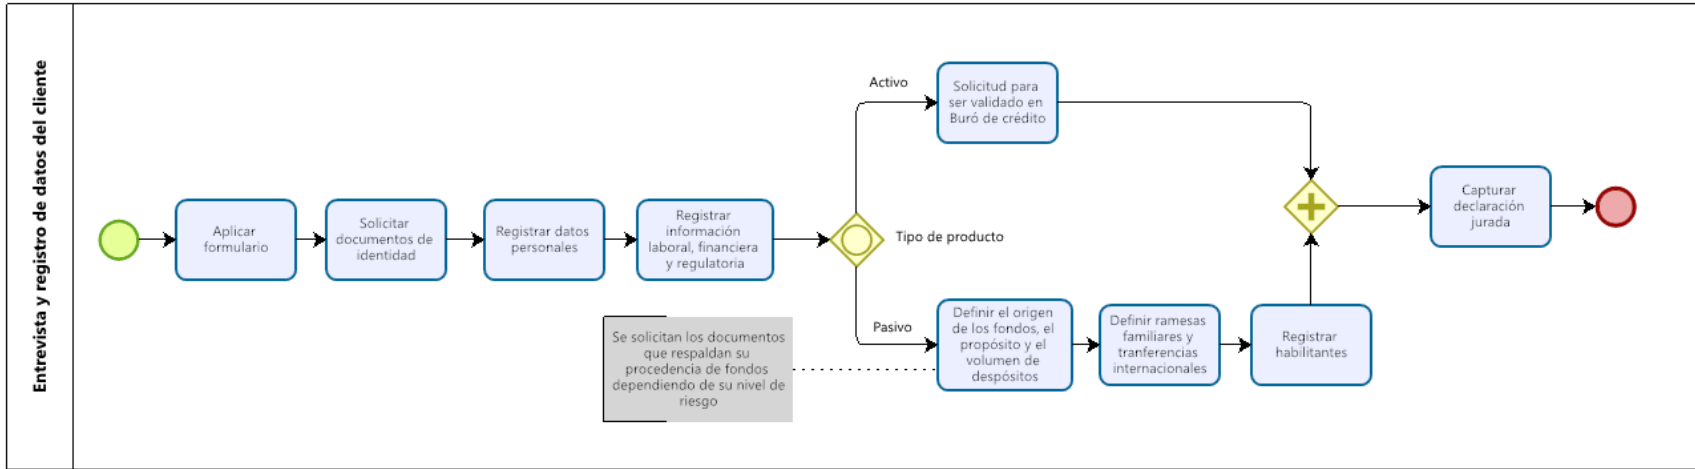 Entrevista y registro de datos del cliente
Aplicar
formulario
Solicitar
documentos de
identidad
Registrar datos
personales
Registrar
información
laboral, financiera
y regulatoria
Tipo de producto
Activo
Solicitud para
ser validado en
Buró de crédito
Pasivo
Definir el origen
de los fondos, el
propósito y el
volumen de
despósitos
Se solicitan los documentos
que respaldan su
procedencia de fondos
dependiendo de su nivel de
riesgo
Definir ramesas
familiares y
tranferencias
internacionales
Registrar
habilitantes
Capturar
declaración
jurada